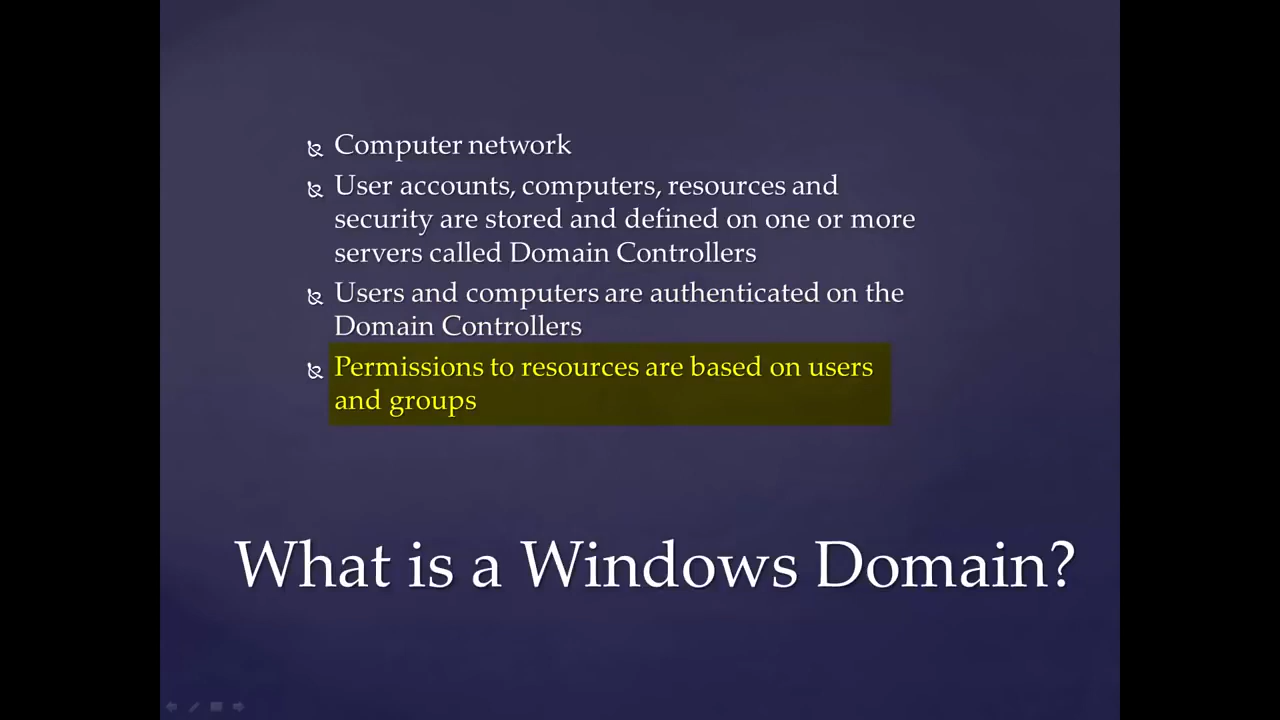 Computer network
User accounts, computers, resources and
security are stored and defined on one or more
servers called Domain Controllers
Users and computers are authenticated on the
Domain Controllers
Permissions to resources are based on users
and groups
What is a Windows Domain?